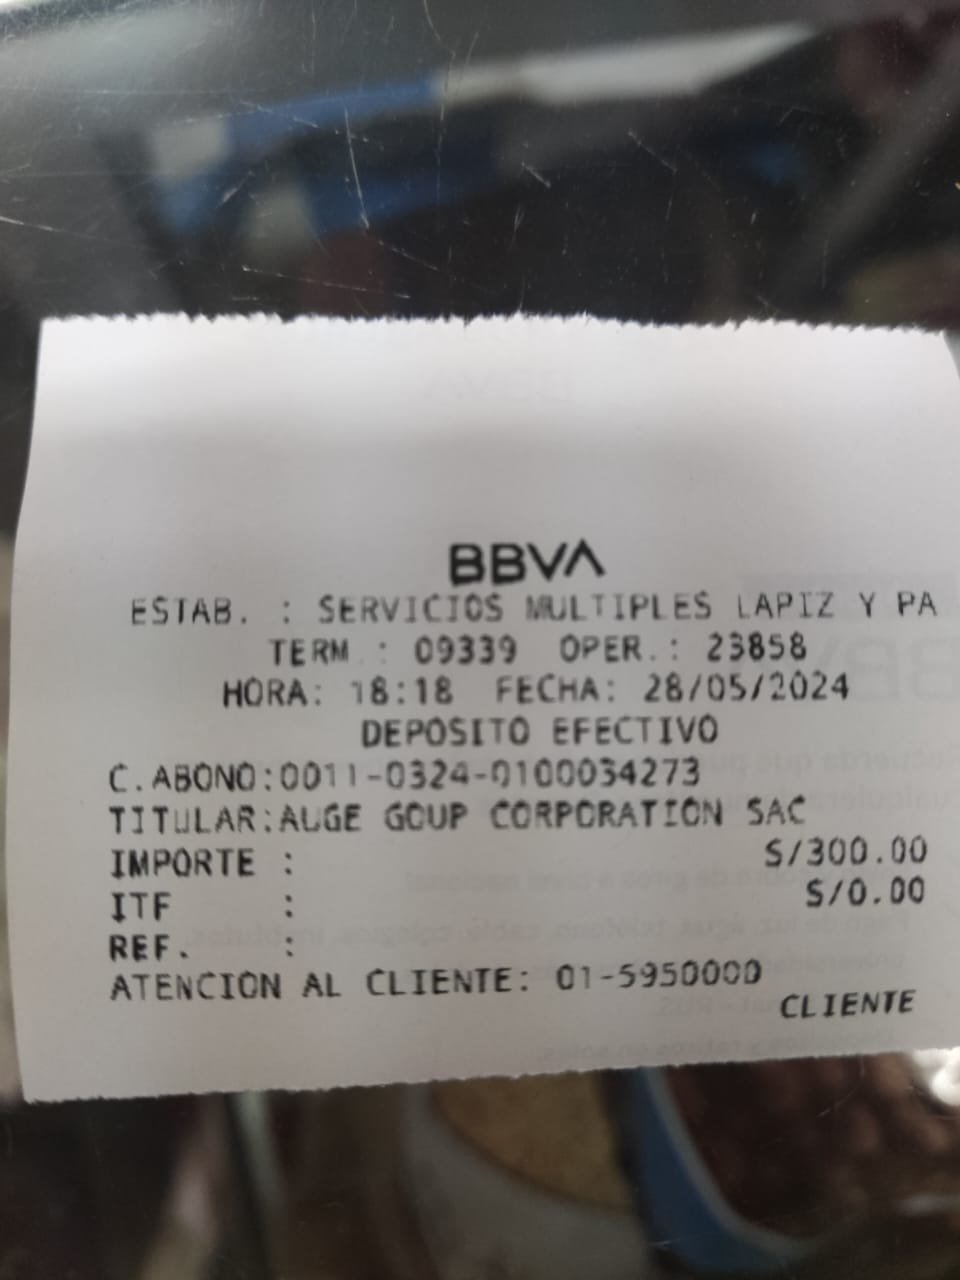 BBVA
ESTAB. : SERVICIOS MULTIPLES LAPIZ Y PA
TERM : 09339 OPER.: 23858
HORA: 18:18 FECHA: 28/05/2024
DEPOSITO EFECTIVO
C.ABONO:0011-0324-0100034273
TITULAR:AUGE GOUP CORPORATION SAC
IMPORTE : S/300.00
ITF : S/0.00
REF. :
ATENCION AL CLIENTE: 01-5950000
CLIENTE